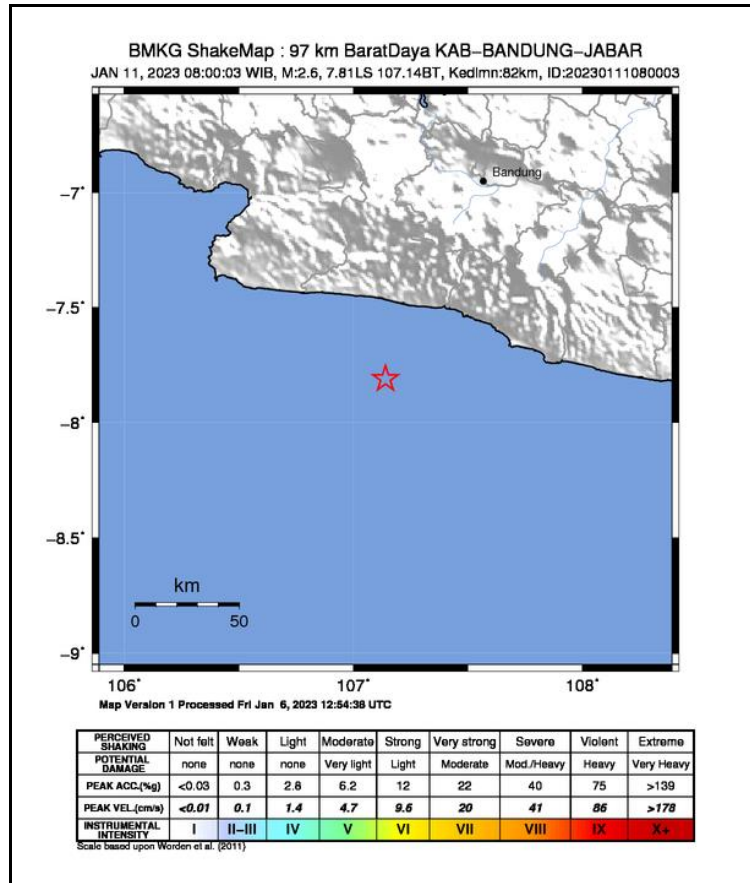 BMKG ShakeMap : 97 km BaratDaya KAB-BANDUNG-JABAR
JAN 11, 2023 08:00:03 WIB, M:2.6, 7.81LS 107.14BT, Kedlmn:82km, ID:20230111080003
Bandung
-7°
-7.5°
-8°
-8.5°
-9°
km
0 50
106° 107° 108°
Map Version 1 Processed Fri Jan 6, 2023 12:54:38 UTC
PERCEIVED SHAKING Not felt Weak Light Moderate Strong Very strong Severe Violent Extreme
POTENTIAL DAMAGE none none none Very light Light Moderate Mod./Heavy Heavy Very Heavy
PEAK ACC.(%g) <0.03 0.3 2.8 6.2 12 22 40 75 >139
PEAK VEL.(cm/s) <0.01 0.1 1.4 4.7 9.6 20 41 86 >178
INSTRUMENTAL INTENSITY I II-III IV V VI VII VIII IX X+
Scale based upon Worden et al. (2011)